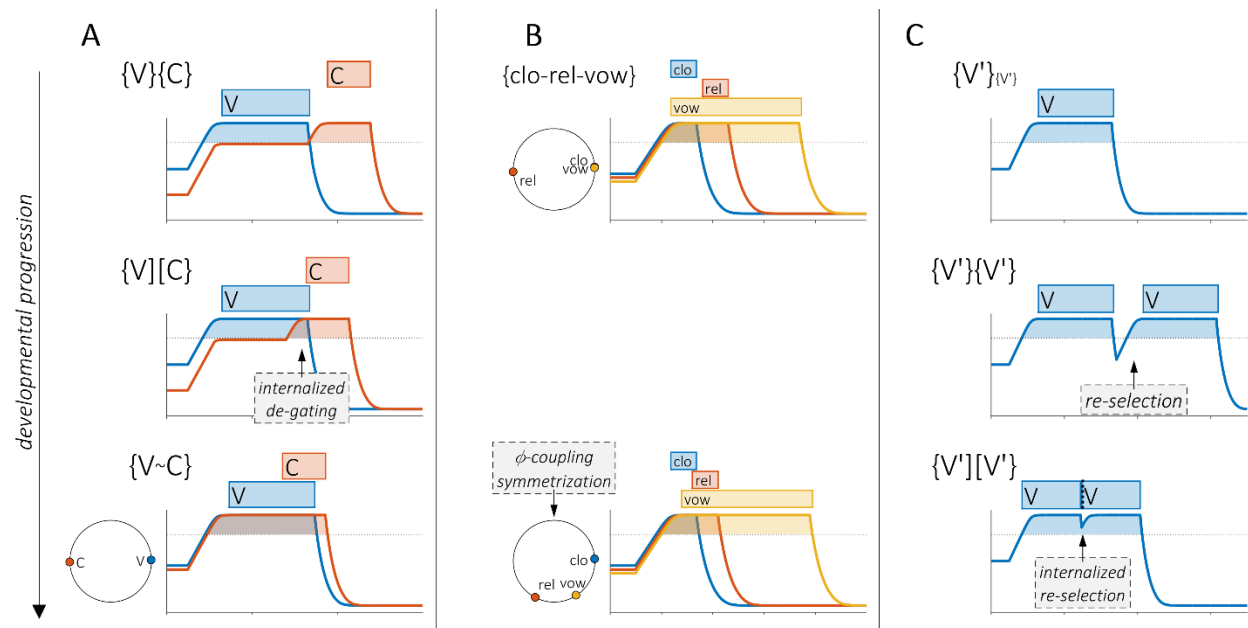 developmental progression
A
{V}{C}
C
V
{V][C}
C
V
internalized
de-gating
{V~C}
C
V
C
V
B
{clo-rel-vow}
clo
rel
vow
clo
vow
rel
ϕ-coupling
symmetrization
clo
rel
vow
clo
rel
vow
C
{V'}{V'}
V
{V'}{V'}
V
V
re-selection
{V'][V'}
V
V
internalized
re-selection